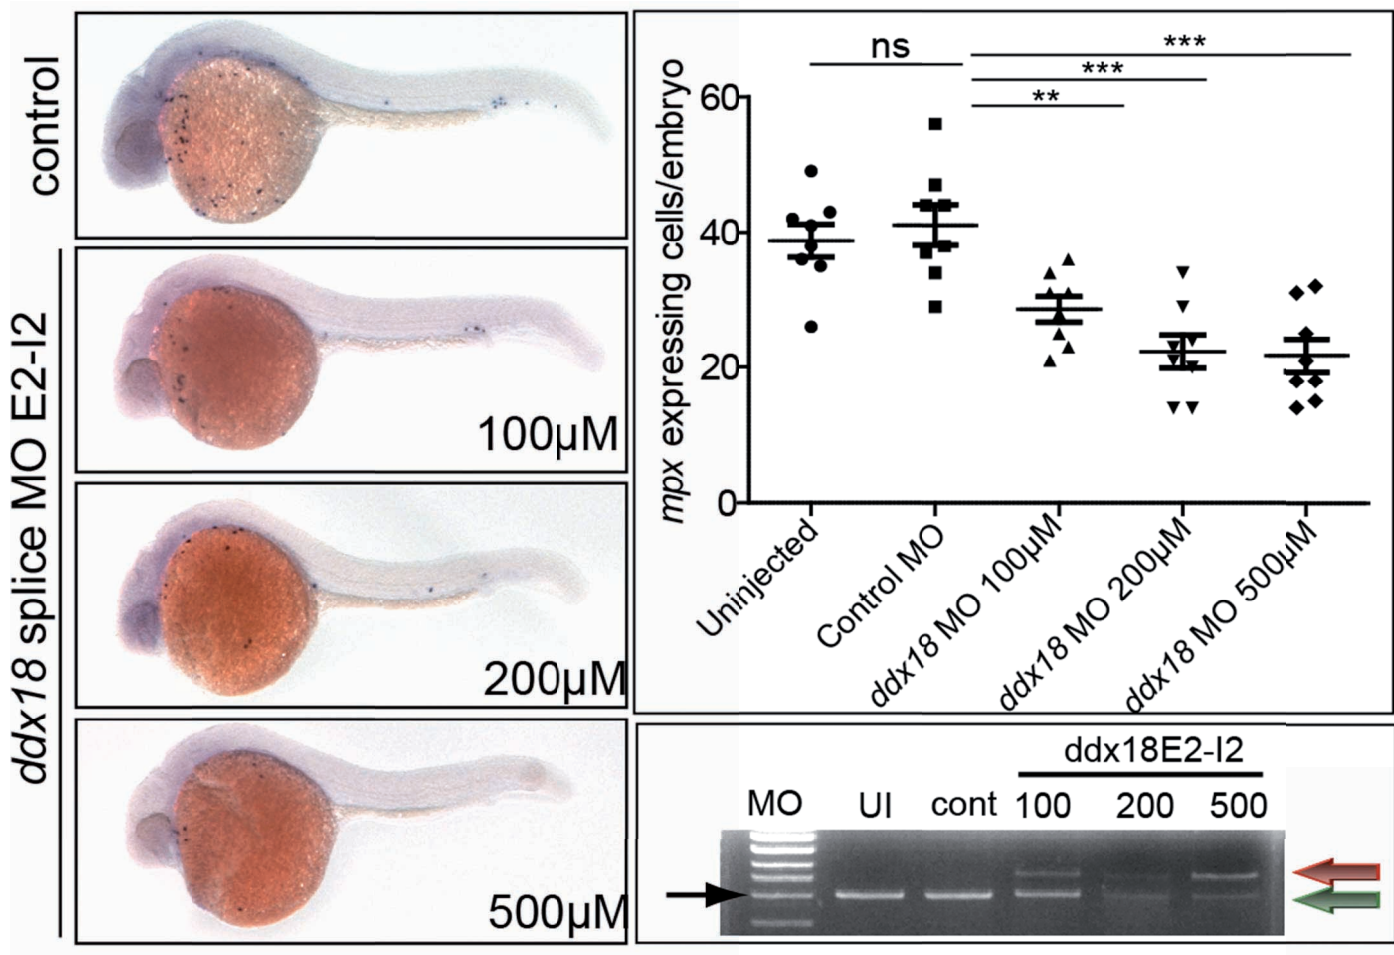 control
ddx18 splice MO E2-I2
100µM
200µM
500µM
ns
***
***
**
mpx expressing cells/embryo
60
40
20
0
Uninjected
Control MO
ddx18 MO 100µM
ddx18 MO 200µM
ddx18 MO 500µM
ddx18E2-I2
MO UI cont 100 200 500